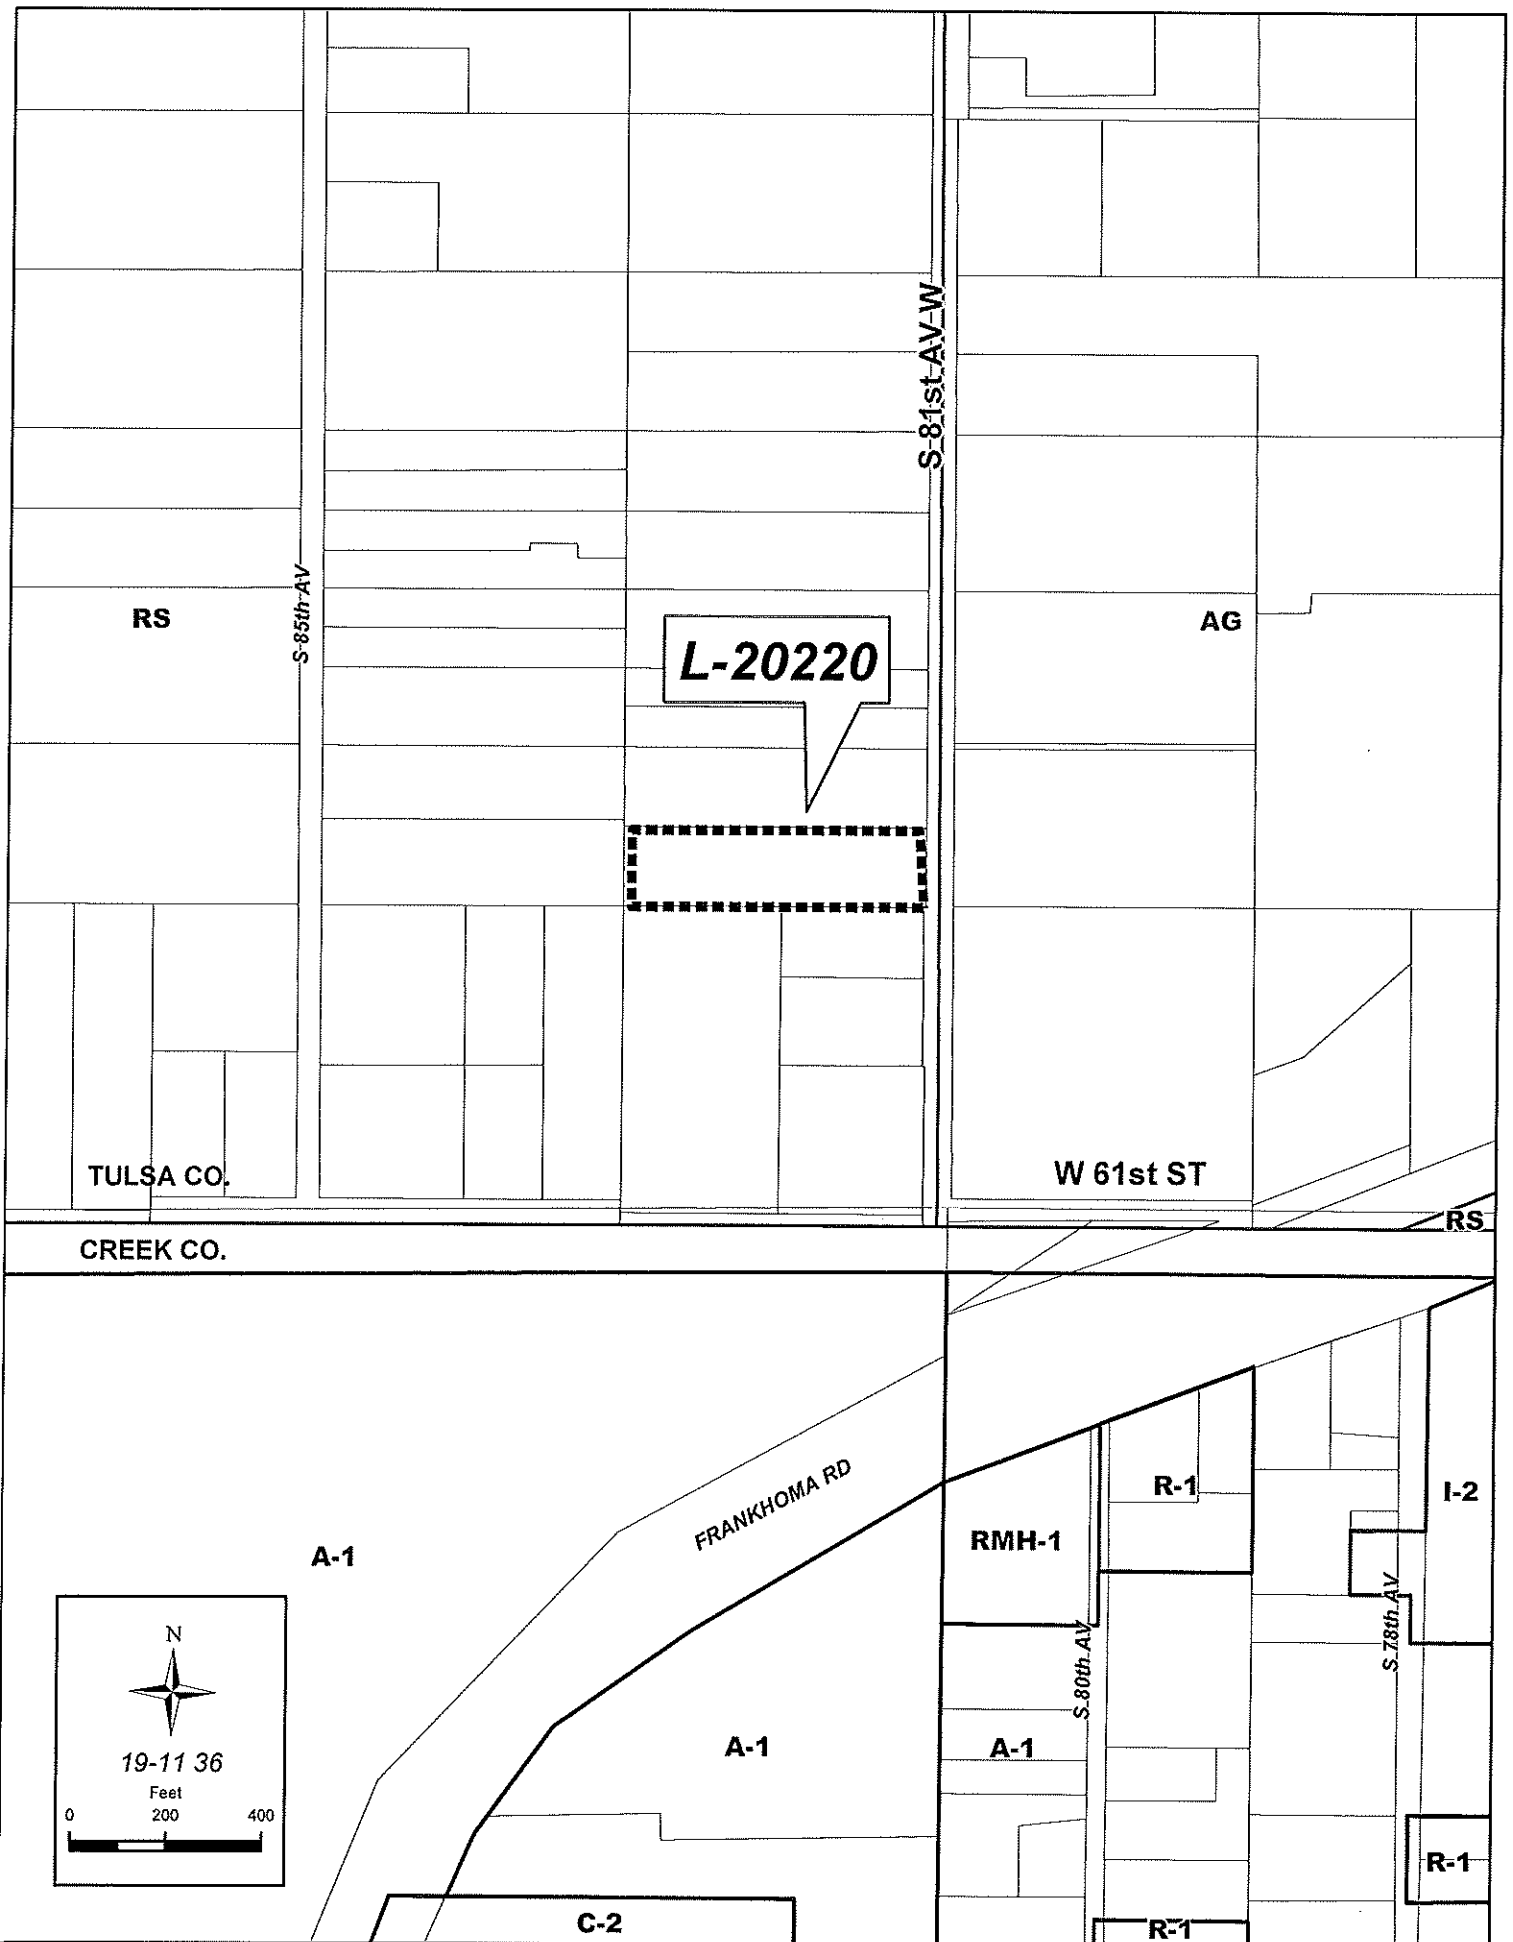 S 81st AV W
S 85th AV
RS
AG
L-20220
TULSA CO.
W 61st ST
RS
CREEK CO.
FRANKHOMA RD
R-1
I-2
RMH-1
A-1
S 80th AV
S 78th AV
N
19-11 36
Feet
0 200 400
A-1
A-1
R-1
C-2
R-1